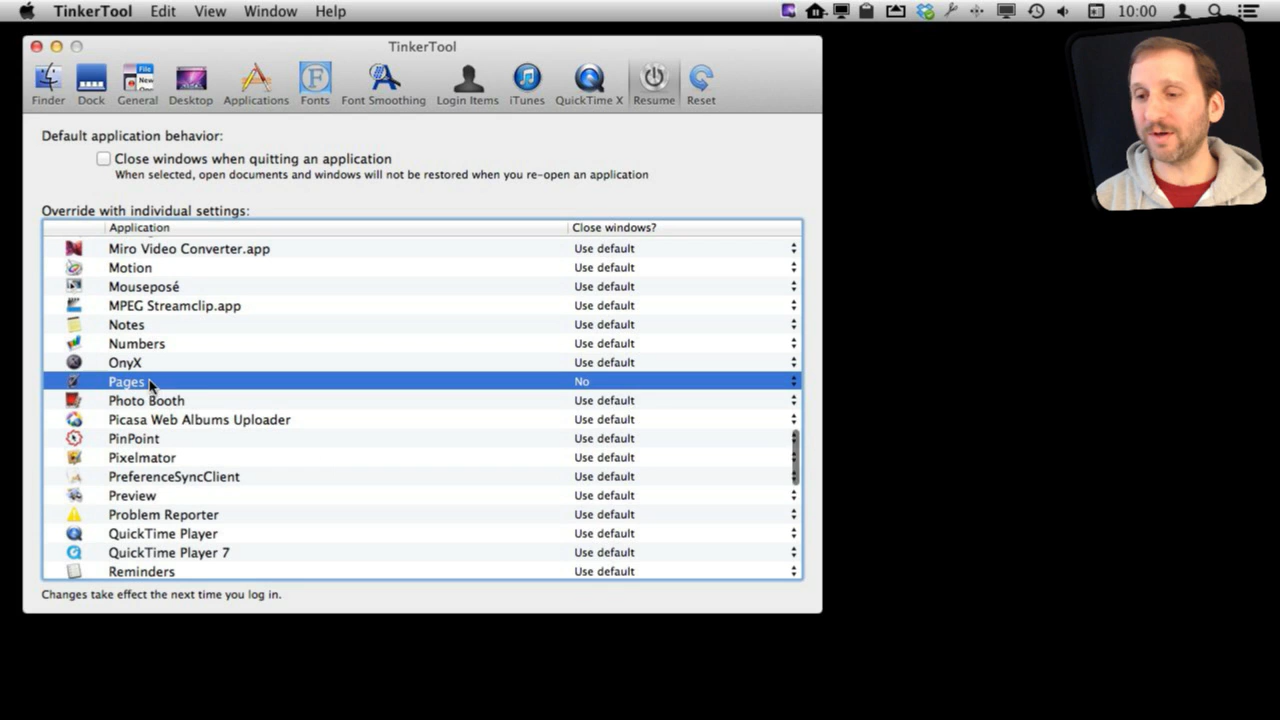 TinkerTool Edit View Window Help 10:00
TinkerTool
Finder Dock General Desktop Applications Fonts Font Smoothing Login Items iTunes QuickTime X Resume Reset
Default application behavior:
Close windows when quitting an application
When selected, open documents and windows will not be restored when you re-open an application
Override with individual settings:
Application Close windows?
Miro Video Converter.app Use default
Motion Use default
Mouseposé Use default
MPEG Streamclip.app Use default
Notes Use default
Numbers Use default
OnyX Use default
Pages No
Photo Booth Use default
Picasa Web Albums Uploader Use default
PinPoint Use default
Pixelmator Use default
PreferenceSyncClient Use default
Preview Use default
Problem Reporter Use default
QuickTime Player Use default
QuickTime Player 7 Use default
Reminders Use default
Changes take effect the next time you log in.